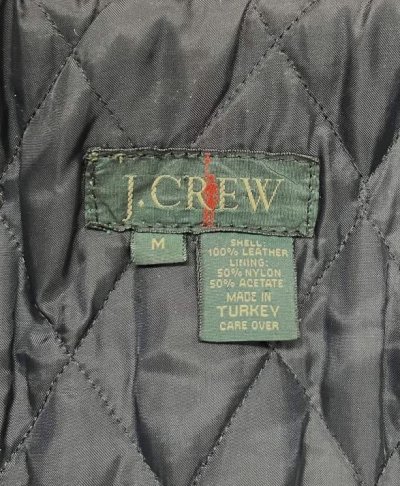 J.CREW
M
SHELL:
100% LEATHER
LINING:
50% NYLON
50% ACETATE
MADE IN
TURKEY
CARE OVER